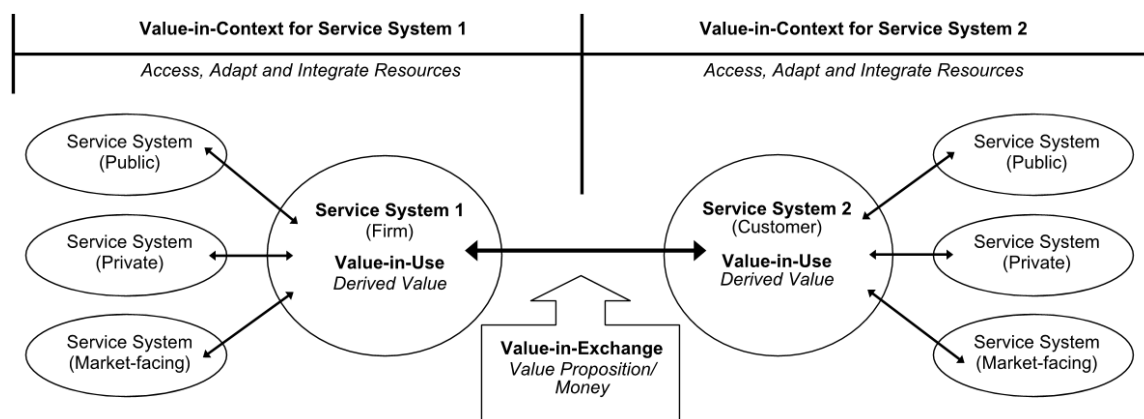 Value-in-Context for Service System 1
Value-in-Context for Service System 2
Access, Adapt and Integrate Resources
Access, Adapt and Integrate Resources
Service System
(Public)
Service System
(Private)
Service System
(Market-facing)
Service System 1
(Firm)
Value-in-Use
Derived Value
Value-in-Exchange
Value Proposition/
Money
Service System 2
(Customer)
Value-in-Use
Derived Value
Service System
(Public)
Service System
(Private)
Service System
(Market-facing)